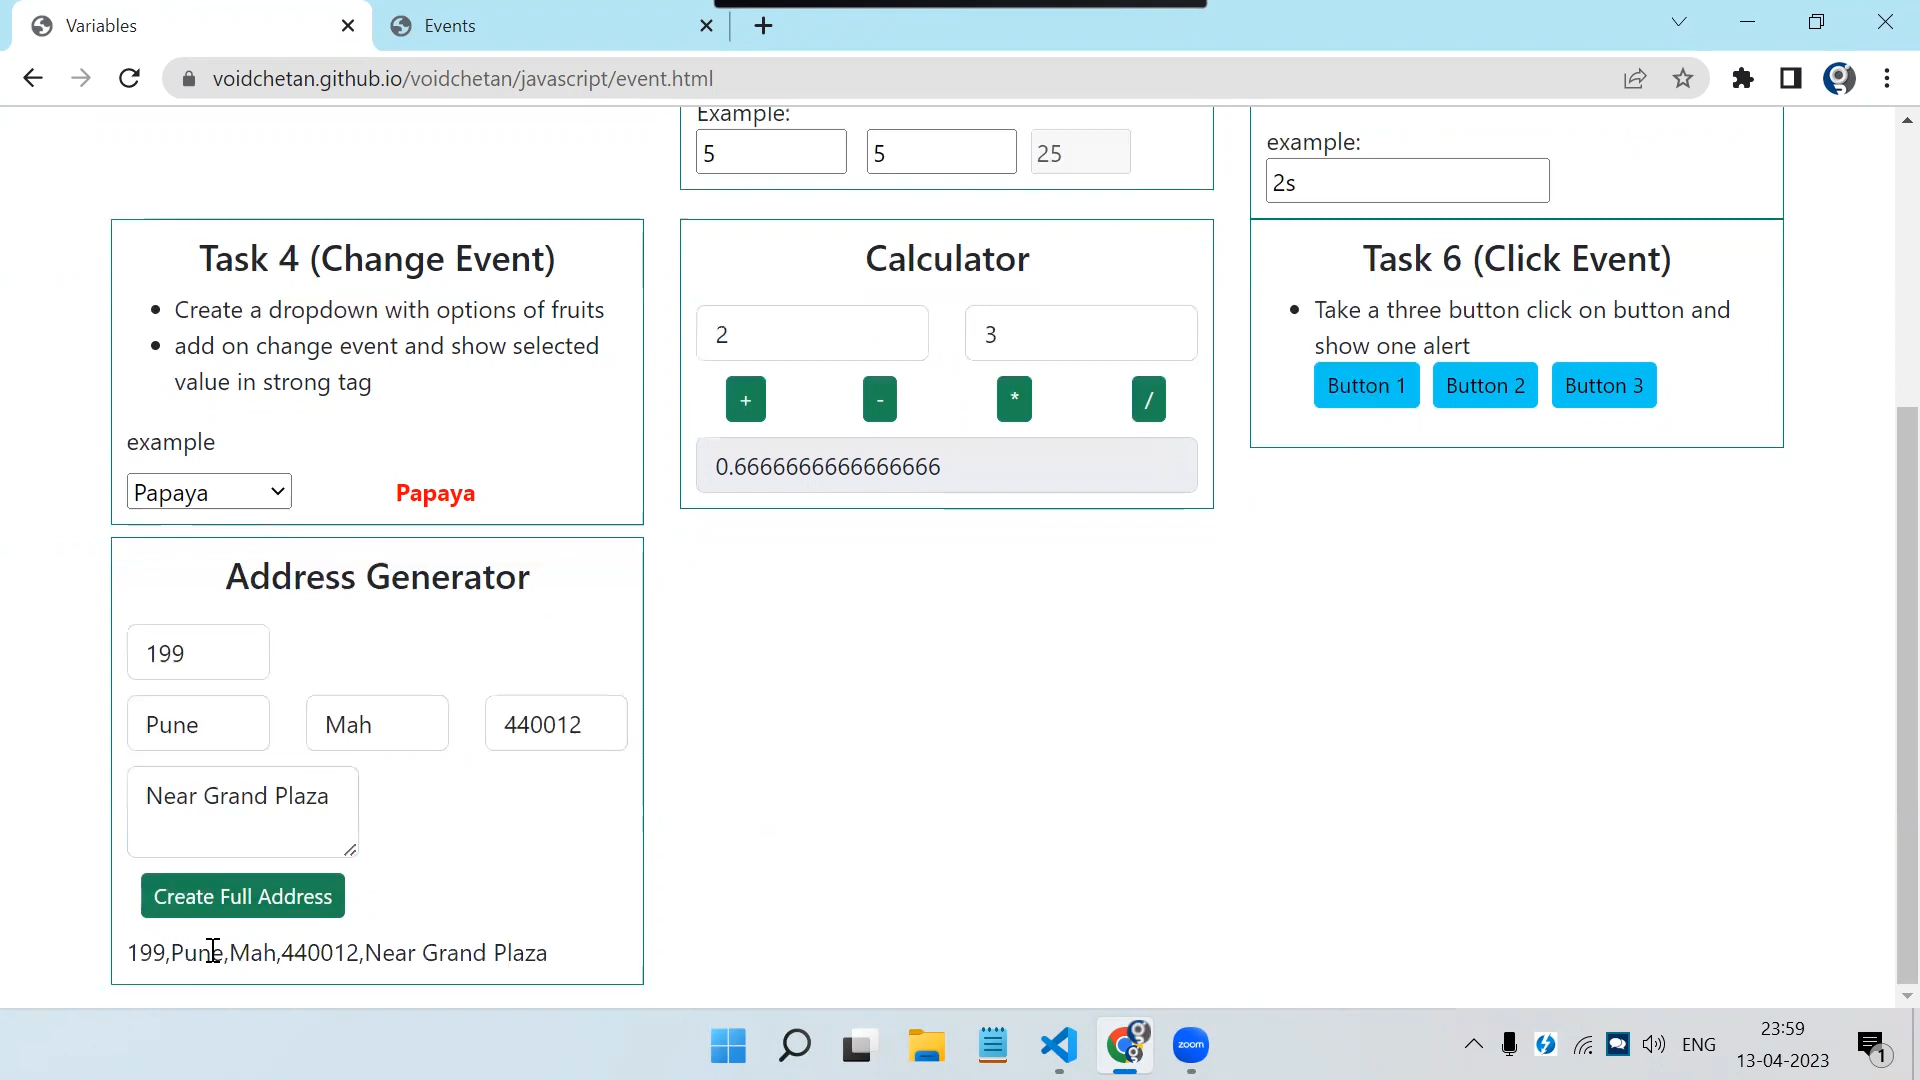 Variables
Events
voidchetan.github.io/voidchetan/javascript/event.html
Example:
5
5
25
example:
2s
Task 4 (Change Event)
Create a dropdown with options of fruits
add on change event and show selected
value in strong tag
example
Papaya
Papaya
Calculator
2
3
+
-
*
/
0.6666666666666666
Task 6 (Click Event)
Take a three button click on button and
show one alert
Button 1
Button 2
Button 3
Address Generator
199
Pune
Mah
440012
Near Grand Plaza
Create Full Address
199,Pune,Mah,440012,Near Grand Plaza
zoom
ENG
23:59
13-04-2023
1